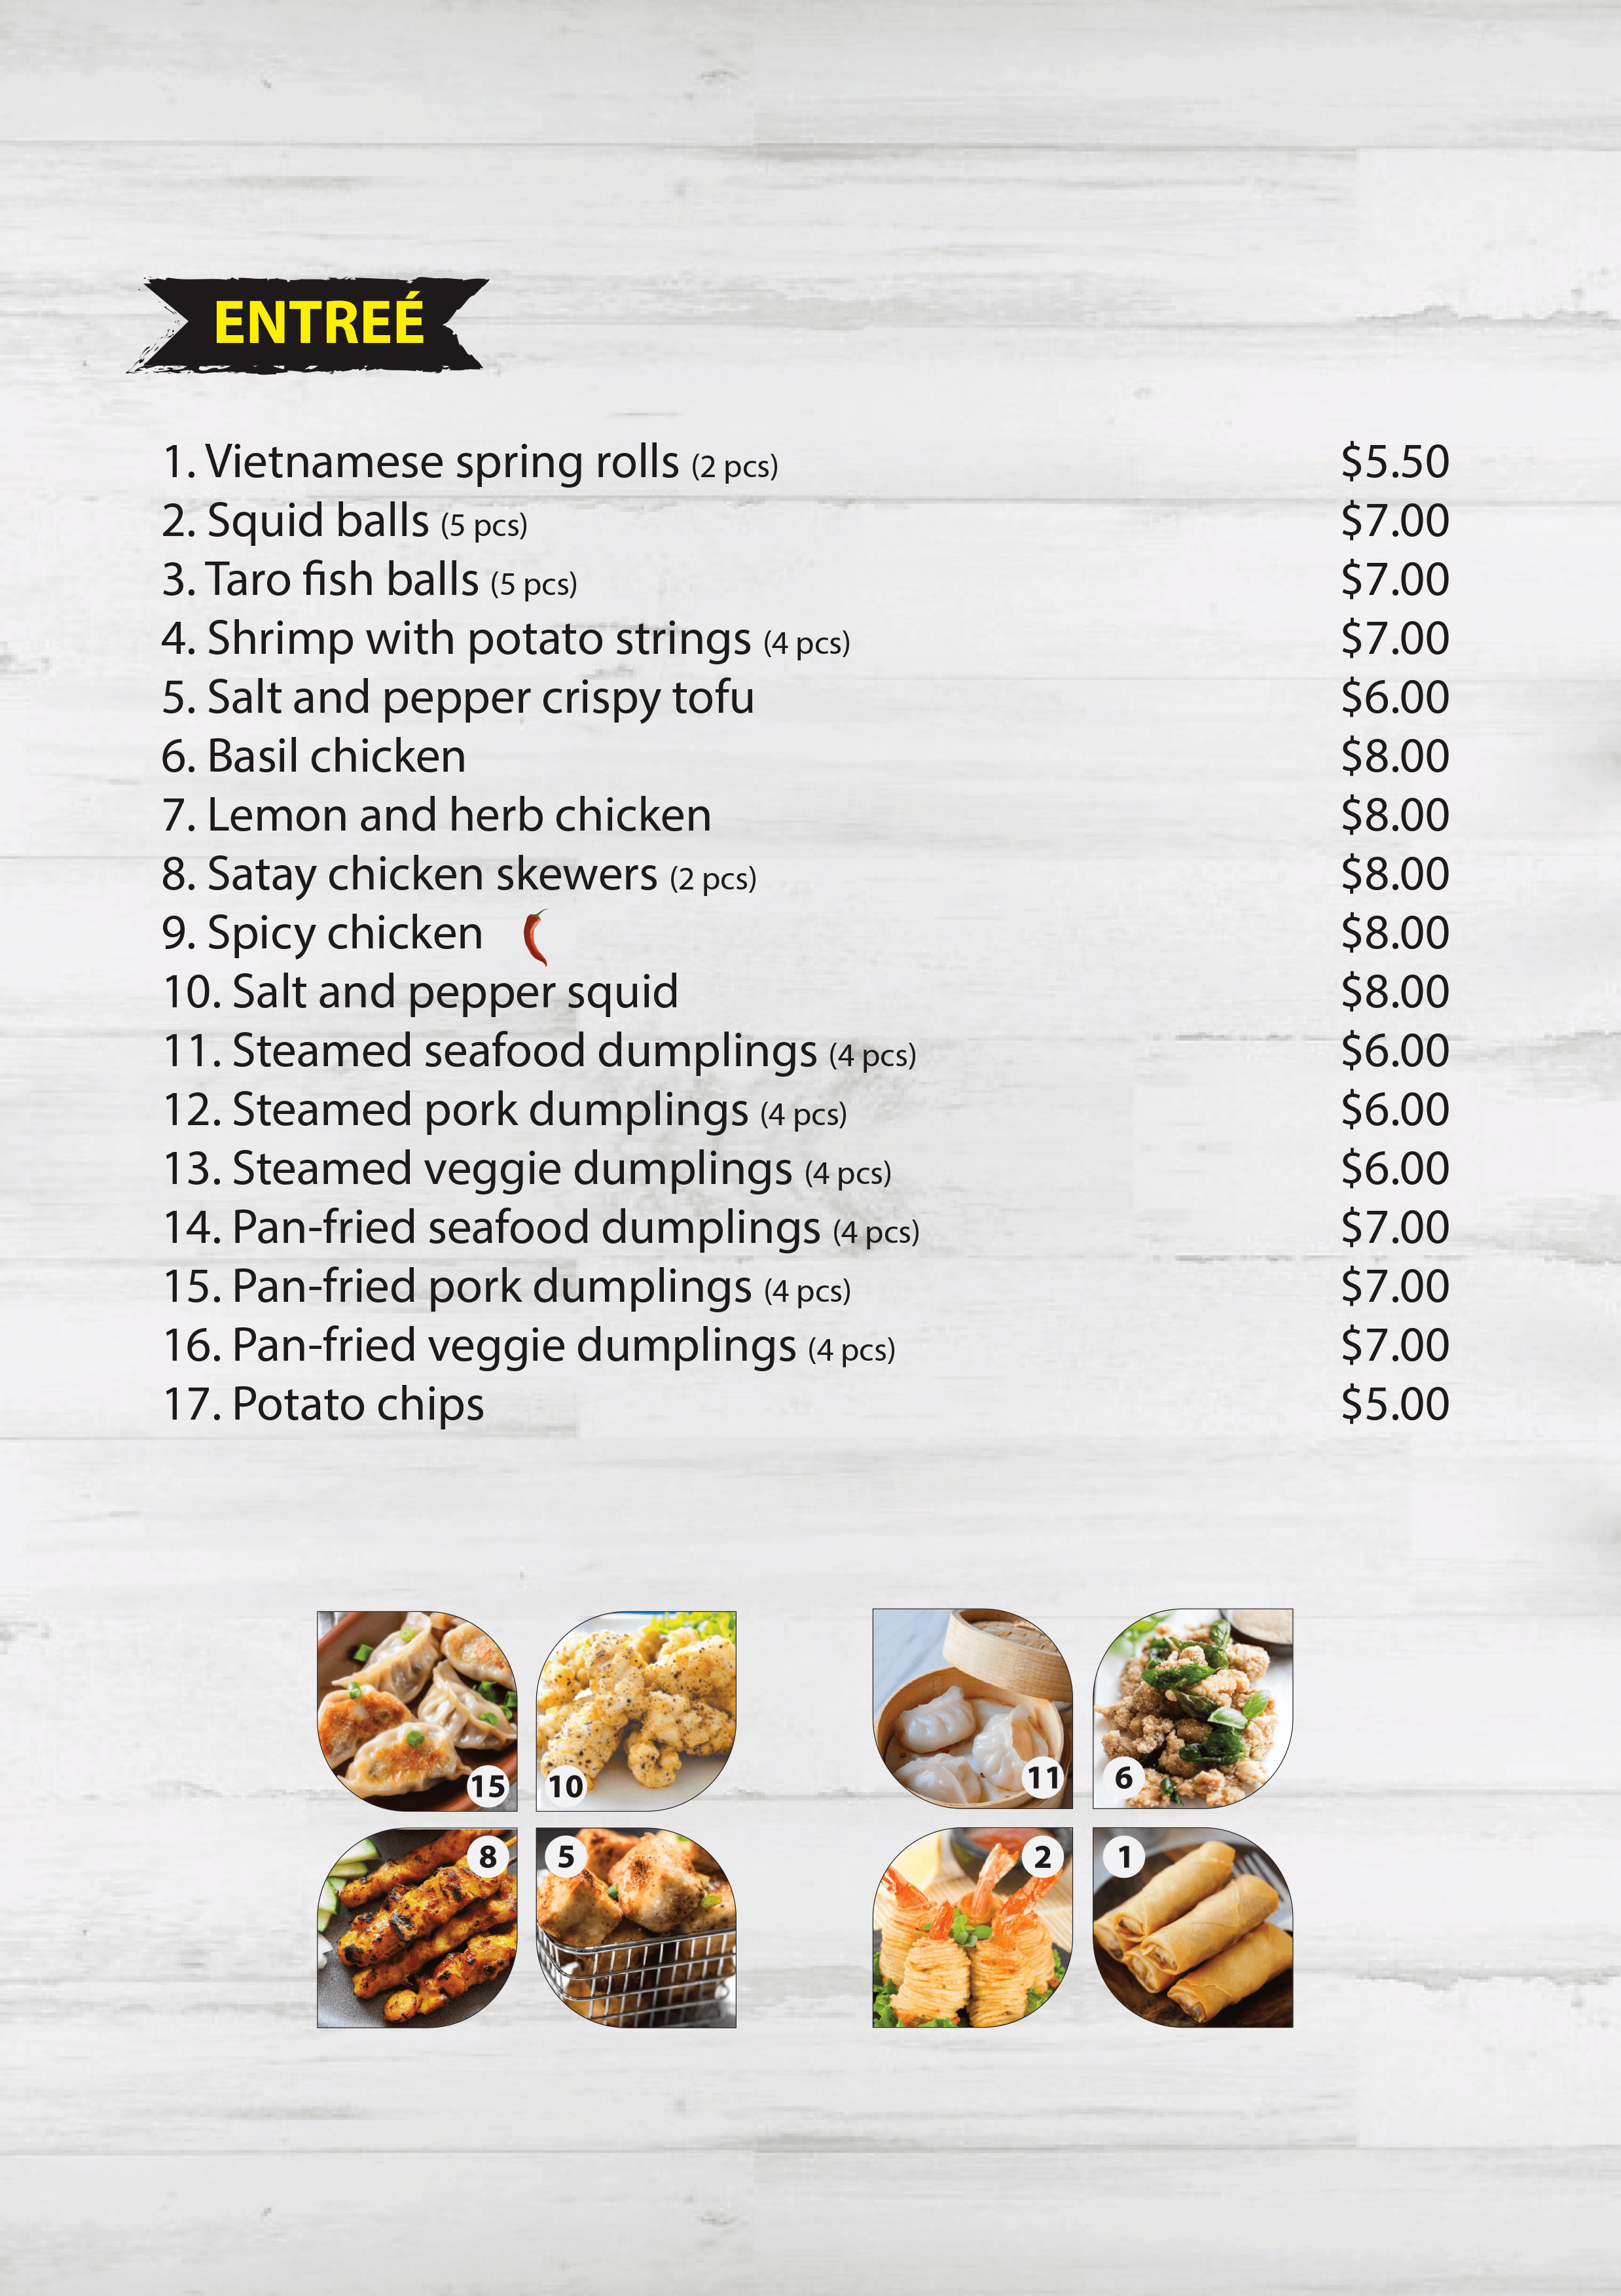 ENTREÉ
1. Vietnamese spring rolls (2 pcs) $5.50
2. Squid balls (5 pcs) $7.00
3. Taro fish balls (5 pcs) $7.00
4. Shrimp with potato strings (4 pcs) $7.00
5. Salt and pepper crispy tofu $6.00
6. Basil chicken $8.00
7. Lemon and herb chicken $8.00
8. Satay chicken skewers (2 pcs) $8.00
9. Spicy chicken $8.00
10. Salt and pepper squid $8.00
11. Steamed seafood dumplings (4 pcs) $6.00
12. Steamed pork dumplings (4 pcs) $6.00
13. Steamed veggie dumplings (4 pcs) $6.00
14. Pan-fried seafood dumplings (4 pcs) $7.00
15. Pan-fried pork dumplings (4 pcs) $7.00
16. Pan-fried veggie dumplings (4 pcs) $7.00
17. Potato chips $5.00
15 10 11 6
8 5 2 1